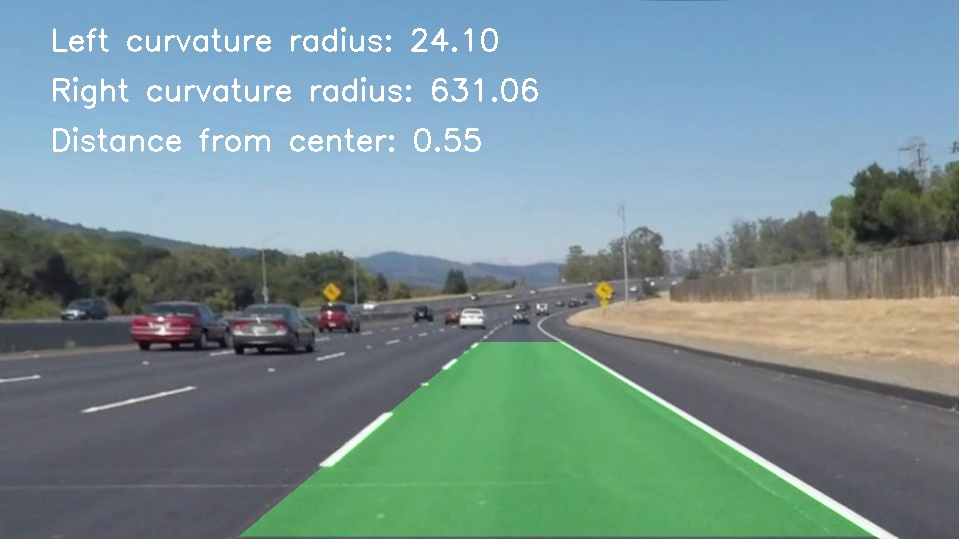 Left curvature radius: 24.10
Right curvature radius: 631.06
Distance from center: 0.55